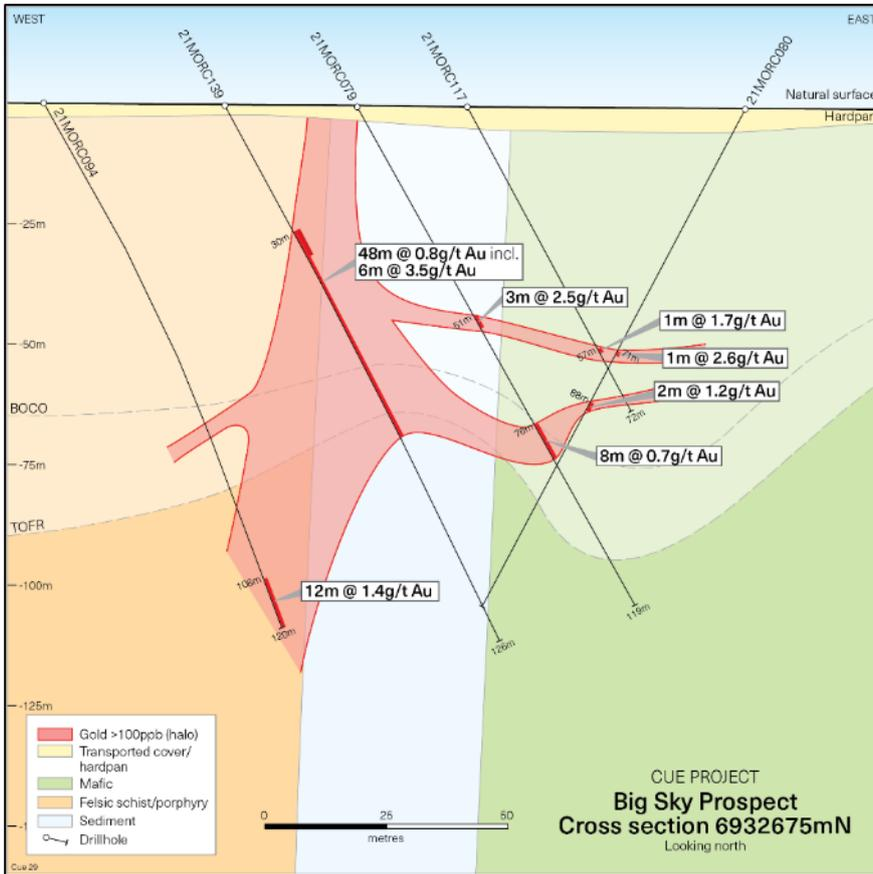 WEST
EAST
21MORC139
21MORC079
21MORC117
21MORC080
21MORC094
Natural surface
Hardpan
-25m
30m
48m @ 0.8g/t Au incl.
6m @ 3.5g/t Au
3m @ 2.5g/t Au
51m
1m @ 1.7g/t Au
-50m
57m
71m
1m @ 2.6g/t Au
2m @ 1.2g/t Au
88m
72m
BOCO
76m
8m @ 0.7g/t Au
-75m
TOFR
-100m
108m
12m @ 1.4g/t Au
120m
119m
126m
-125m
Gold >100ppb (halo)
Transported cover/
hardpan
Mafic
Felsic schist/porphyry
Sediment
Drillhole
0 25 50
metres
CUE PROJECT
Big Sky Prospect
Cross section 6932675mN
Looking north
Cue 29